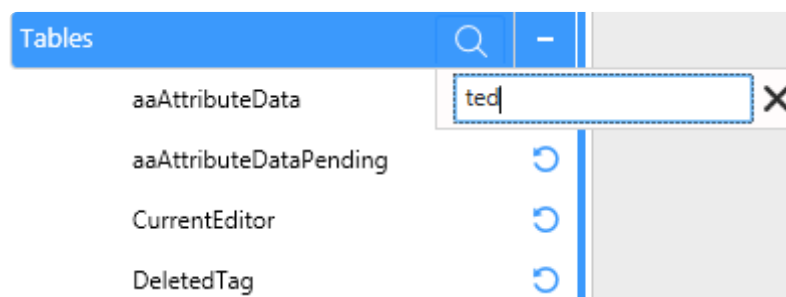 Tables
aaAttributeData
ted
aaAttributeDataPending
CurrentEditor
DeletedTag